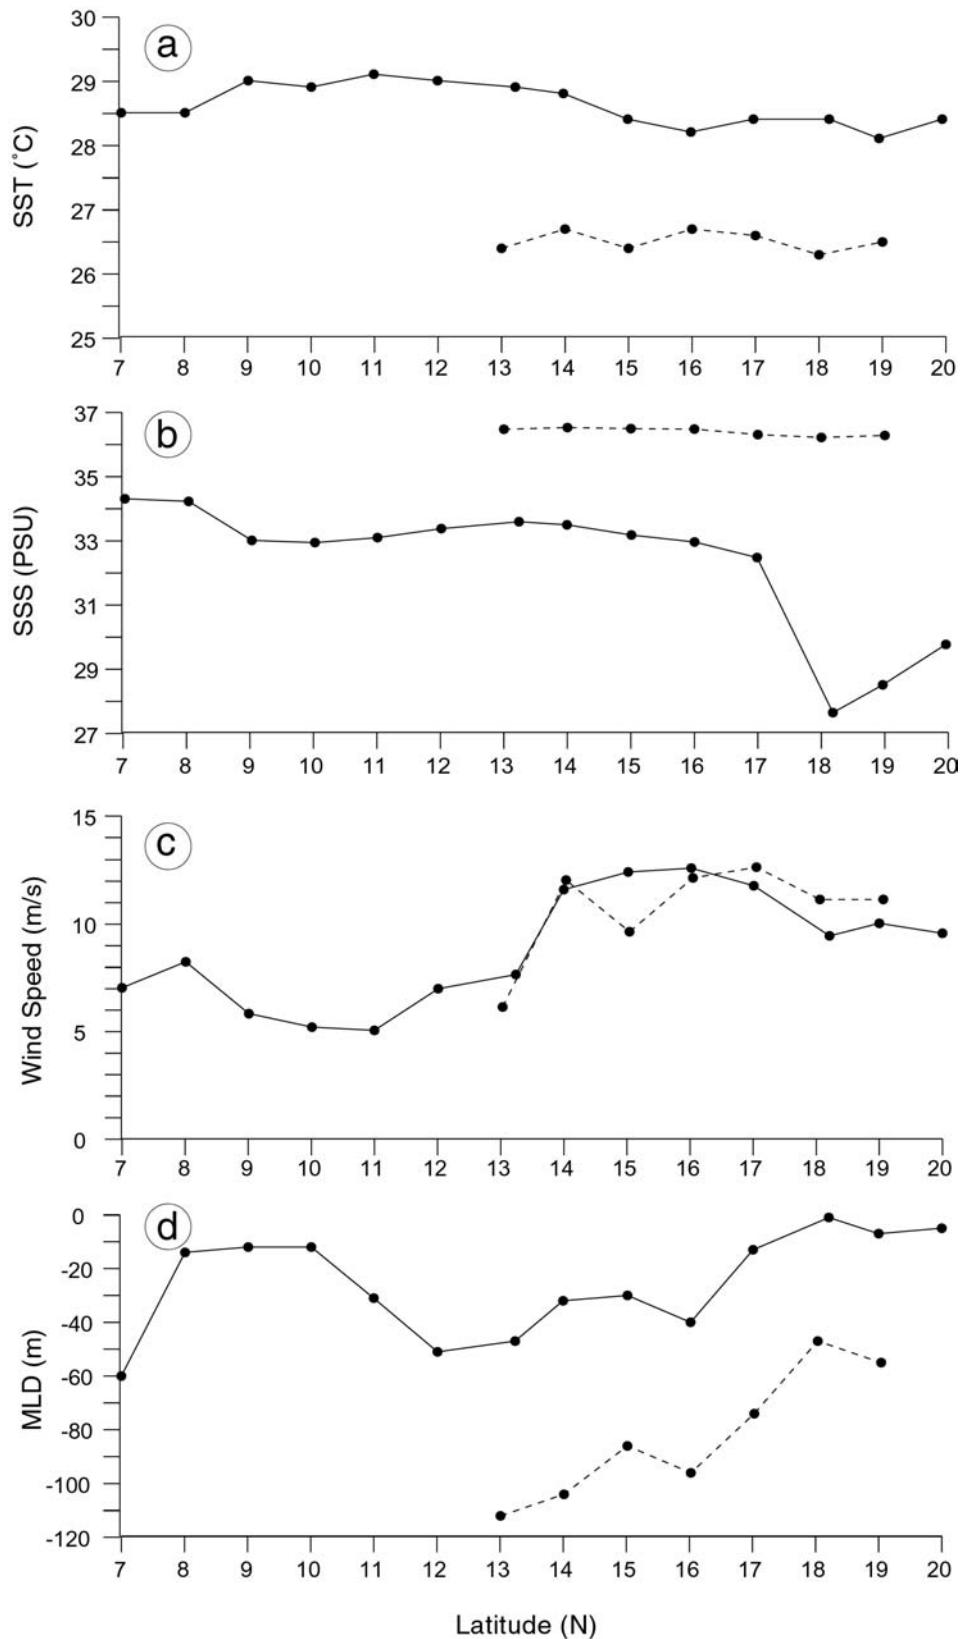 a
SST (°C)
30
29
28
27
26
25
7 8 9 10 11 12 13 14 15 16 17 18 19 20
b
SSS (PSU)
37
35
33
31
29
27
7 8 9 10 11 12 13 14 15 16 17 18 19 20
c
Wind Speed (m/s)
15
10
5
0
7 8 9 10 11 12 13 14 15 16 17 18 19 20
d
MLD (m)
0
-20
-40
-60
-80
-100
-120
7 8 9 10 11 12 13 14 15 16 17 18 19 20
Latitude (N)